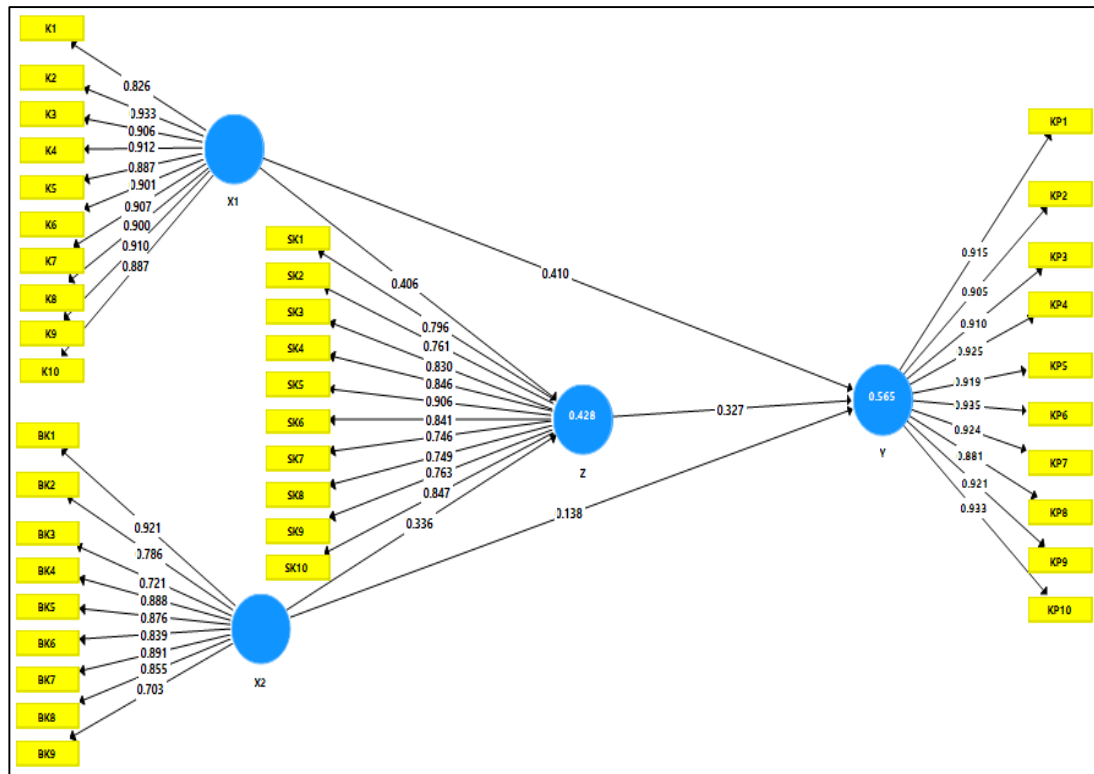 K1
K2
K3
K4
K5
K6
K7
K8
K9
K10
0.826
0.933
0.906
0.912
0.887
0.901
0.907
0.900
0.910
0.887
X1
BK1
BK2
BK3
BK4
BK5
BK6
BK7
BK8
BK9
0.921
0.786
0.721
0.888
0.876
0.839
0.891
0.855
0.703
X2
SK1
SK2
SK3
SK4
SK5
SK6
SK7
SK8
SK9
SK10
0.406
0.796
0.761
0.830
0.846
0.906
0.841
0.746
0.749
0.763
0.847
0.336
0.428
Z
0.410
0.327
0.138
0.565
Y
0.915
0.905
0.910
0.925
0.919
0.935
0.924
0.881
0.921
0.933
KP1
KP2
KP3
KP4
KP5
KP6
KP7
KP8
KP9
KP10